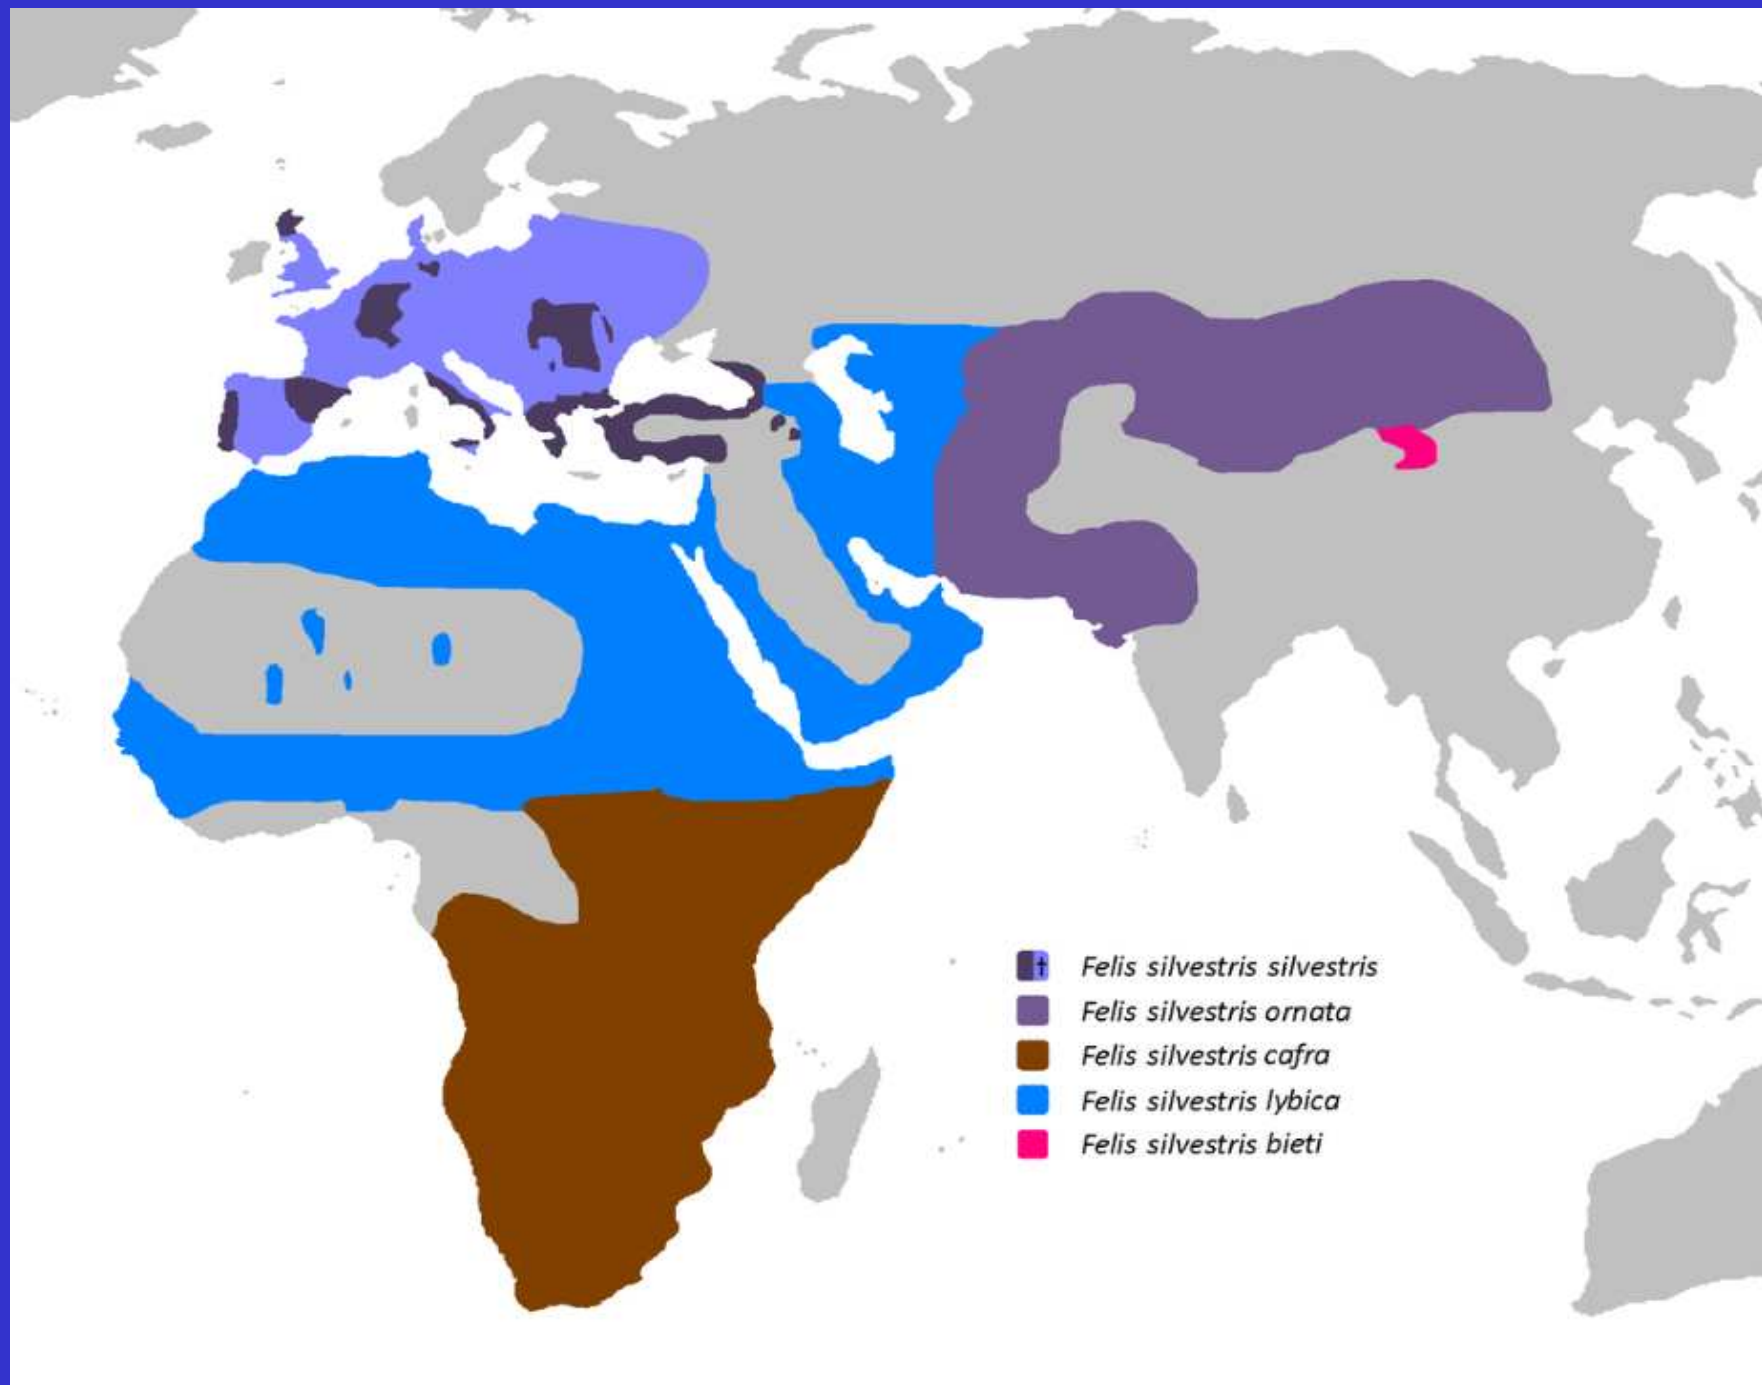 † Felis silvestris silvestris
Felis silvestris ornata
Felis silvestris cafra
Felis silvestris lybica
Felis silvestris bieti